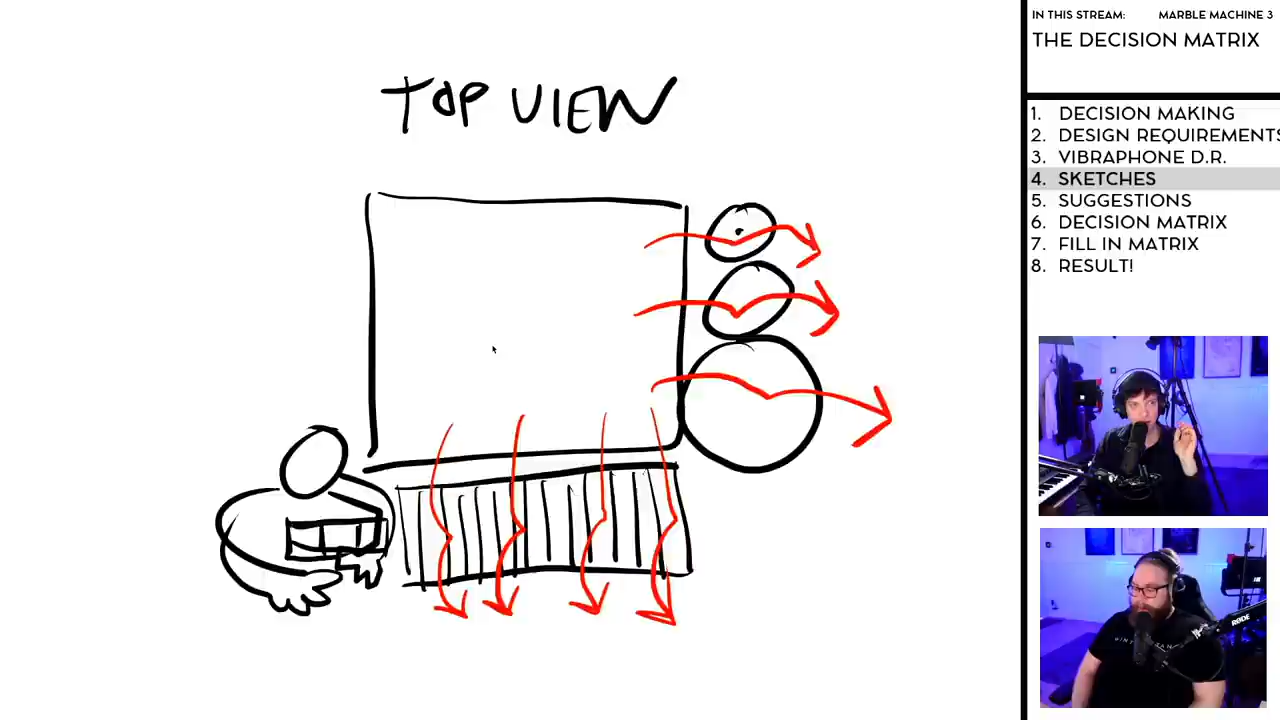 TOP VIEW
IN THIS STREAM: MARBLE MACHINE 3
THE DECISION MATRIX
1. DECISION MAKING
2. DESIGN REQUIREMENTS
3. VIBRAPHONE D.R.
4. SKETCHES
5. SUGGESTIONS
6. DECISION MATRIX
7. FILL IN MATRIX
8. RESULT!
RODE